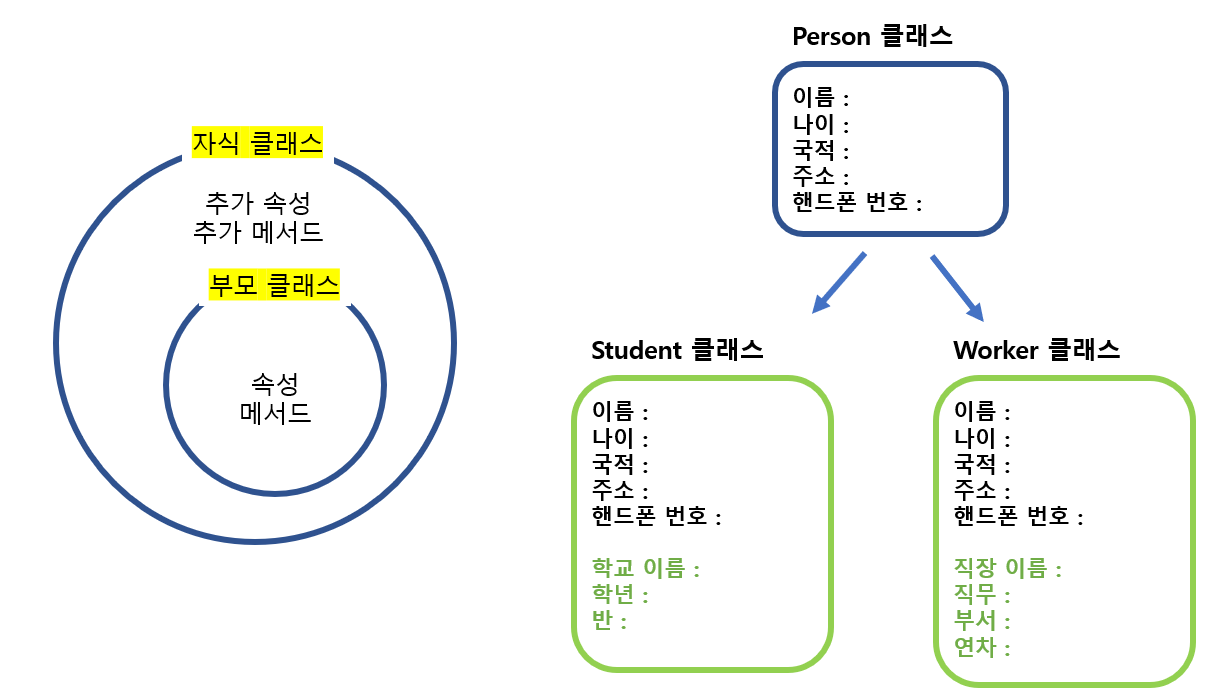 자식 클래스
추가 속성
추가 메서드
부모 클래스
속성
메서드
Person 클래스
이름 :
나이 :
국적 :
주소 :
핸드폰 번호 :
Student 클래스
이름 :
나이 :
국적 :
주소 :
핸드폰 번호 :
학교 이름 :
학년 :
반 :
Worker 클래스
이름 :
나이 :
국적 :
주소 :
핸드폰 번호 :
직장 이름 :
직무 :
부서 :
연차 :